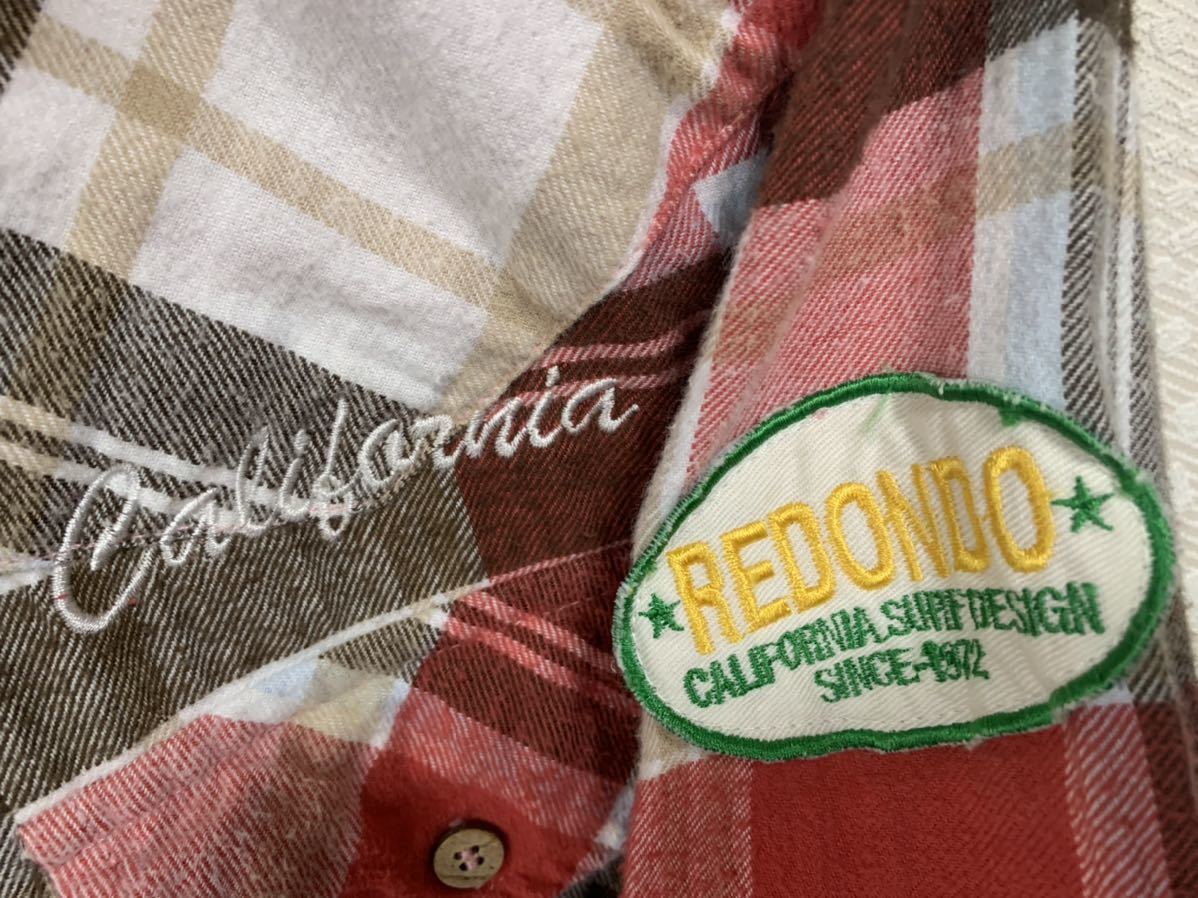 California
REDONDO
CALIFORNIA SURF DESIGN
SINCE-1972